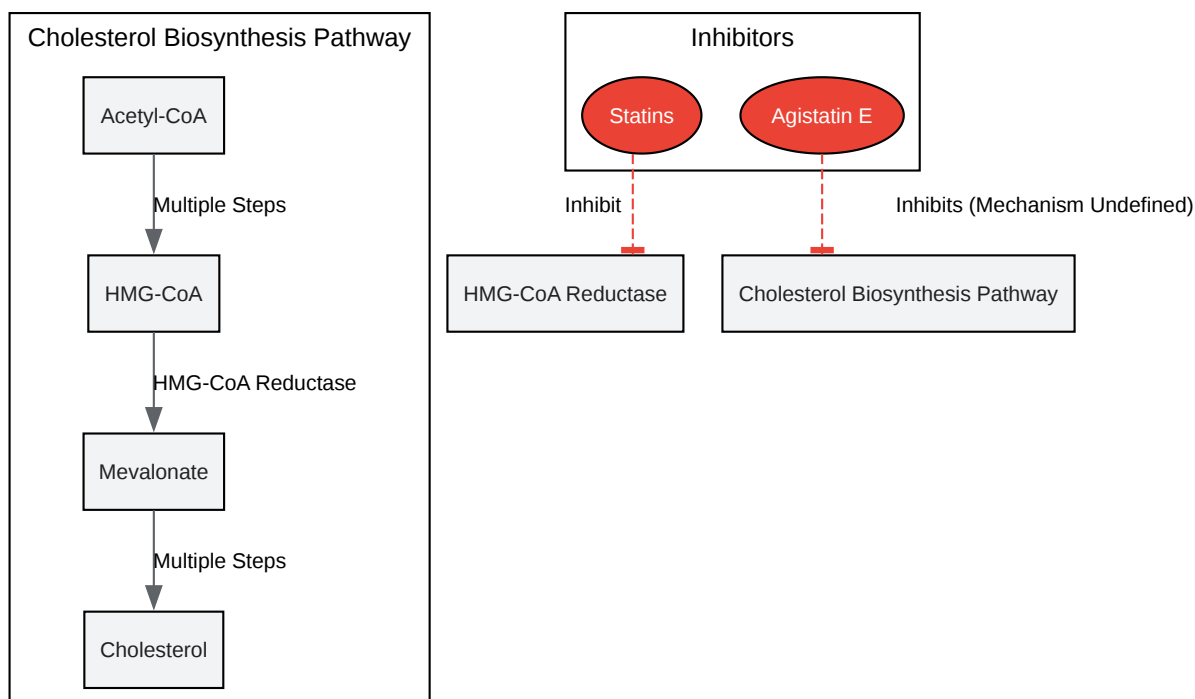 Cholesterol Biosynthesis Pathway
Acetyl-CoA
Multiple Steps
HMG-CoA
HMG-CoA Reductase
Mevalonate
Multiple Steps
Cholesterol
Inhibitors
Statins
Agistatin E
Inhibit
Inhibits (Mechanism Undefined)
HMG-CoA Reductase
Cholesterol Biosynthesis Pathway